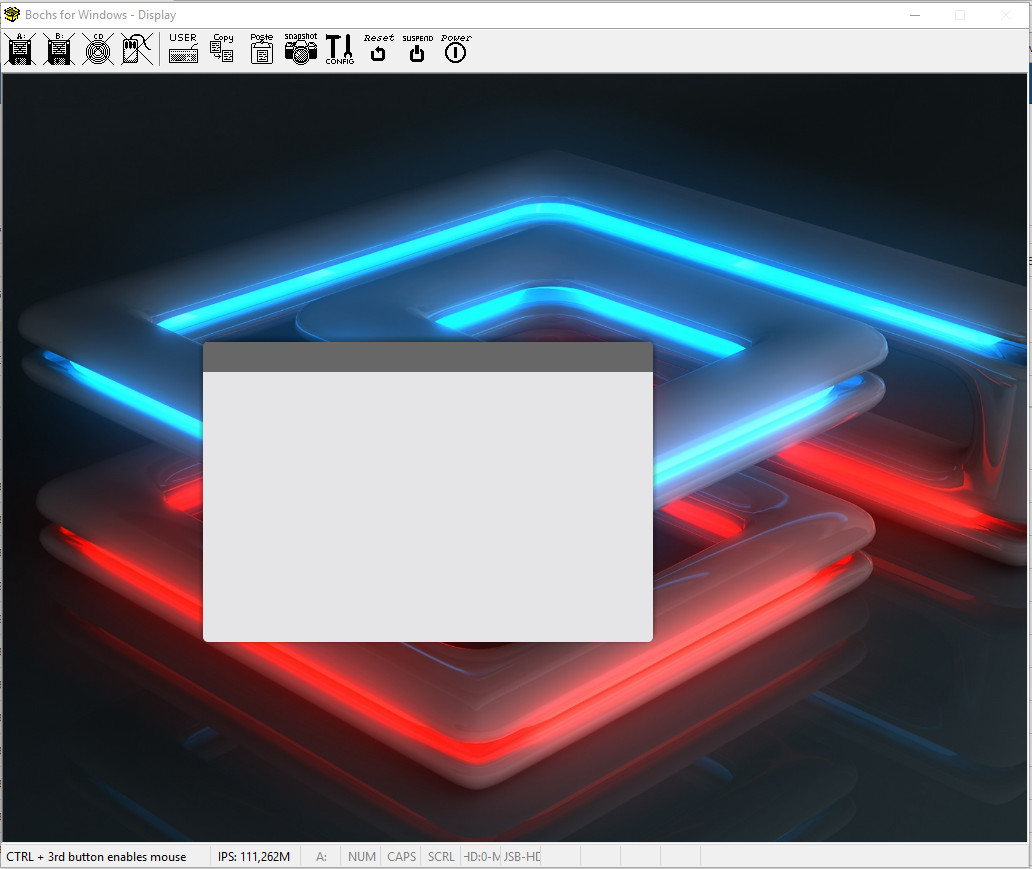 Bochs for Windows - Display
A: B: CD USER Copy Paste Snapshot CONFIG Reset SUSPEND Power
CTRL + 3rd button enables mouse IPS: 111,262M A: NUM CAPS SCRL HD:0-M JSB-HD